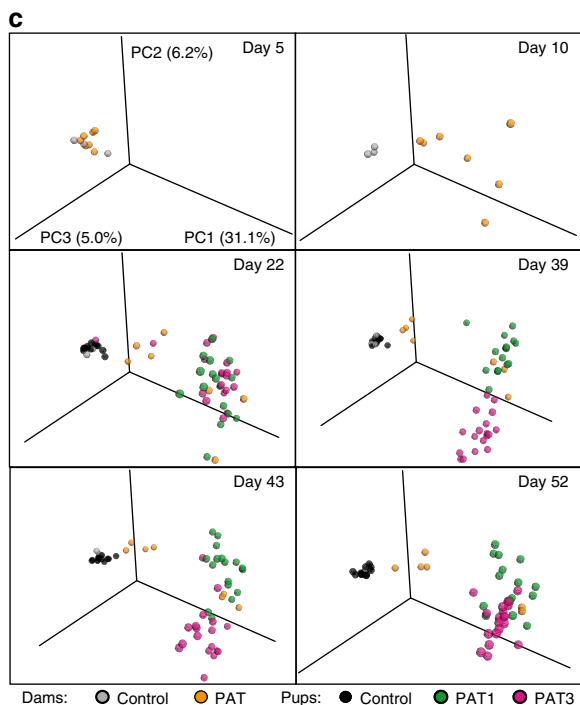 c
PC2 (6.2%)
Day 5
Day 10
PC3 (5.0%)
PC1 (31.1%)
Day 22
Day 39
Day 43
Day 52
Dams: Control PAT Pups: Control PAT1 PAT3